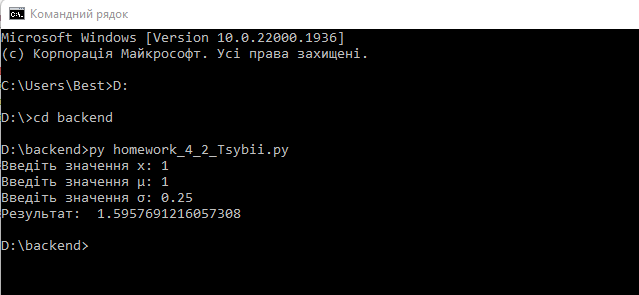 Командний рядок
Microsoft Windows [Version 10.0.22000.1936]
(c) Корпорація Майкрософт. Усі права захищені.
C:\Users\Best>D:
D:\>cd backend
D:\backend>py homework_4_2_Tsybii.py
Введіть значення x: 1
Введіть значення μ: 1
Введіть значення σ: 0.25
Результат:  1.5957691216057308
D:\backend>